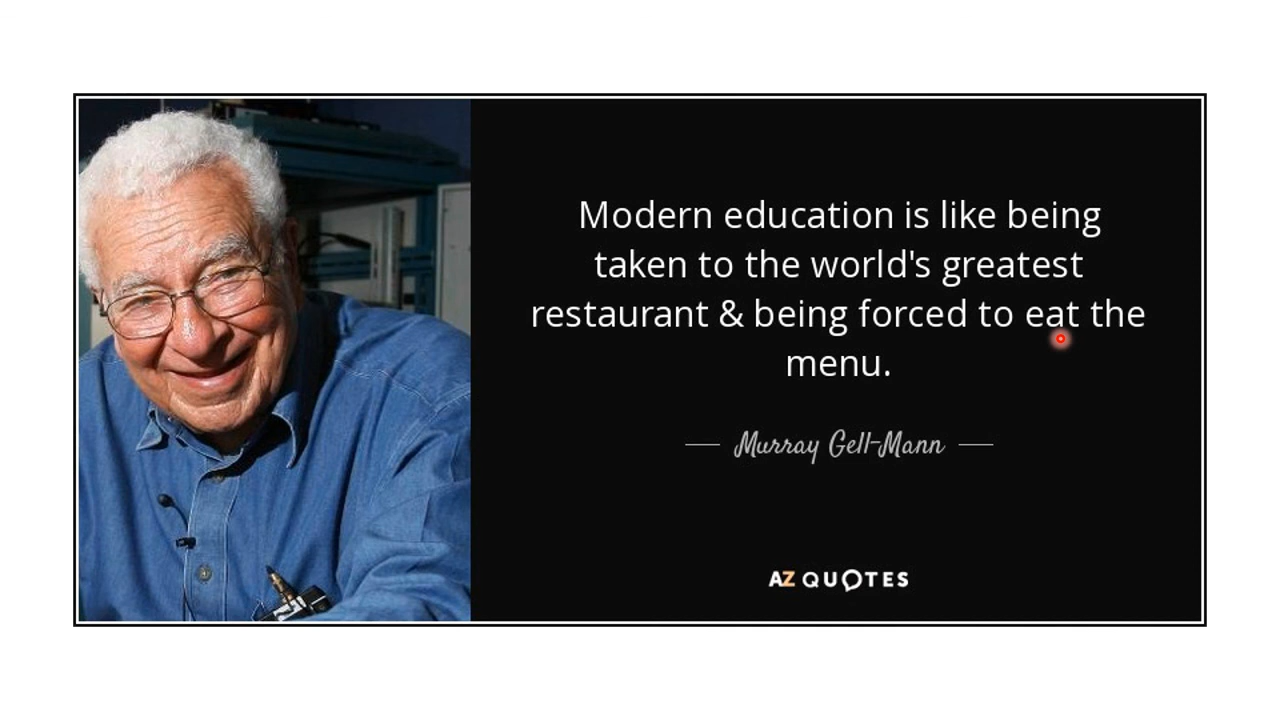 Modern education is like being
taken to the world's greatest
restaurant & being forced to eat the
menu.
Murray Gell-Mann
AZ QUOTES